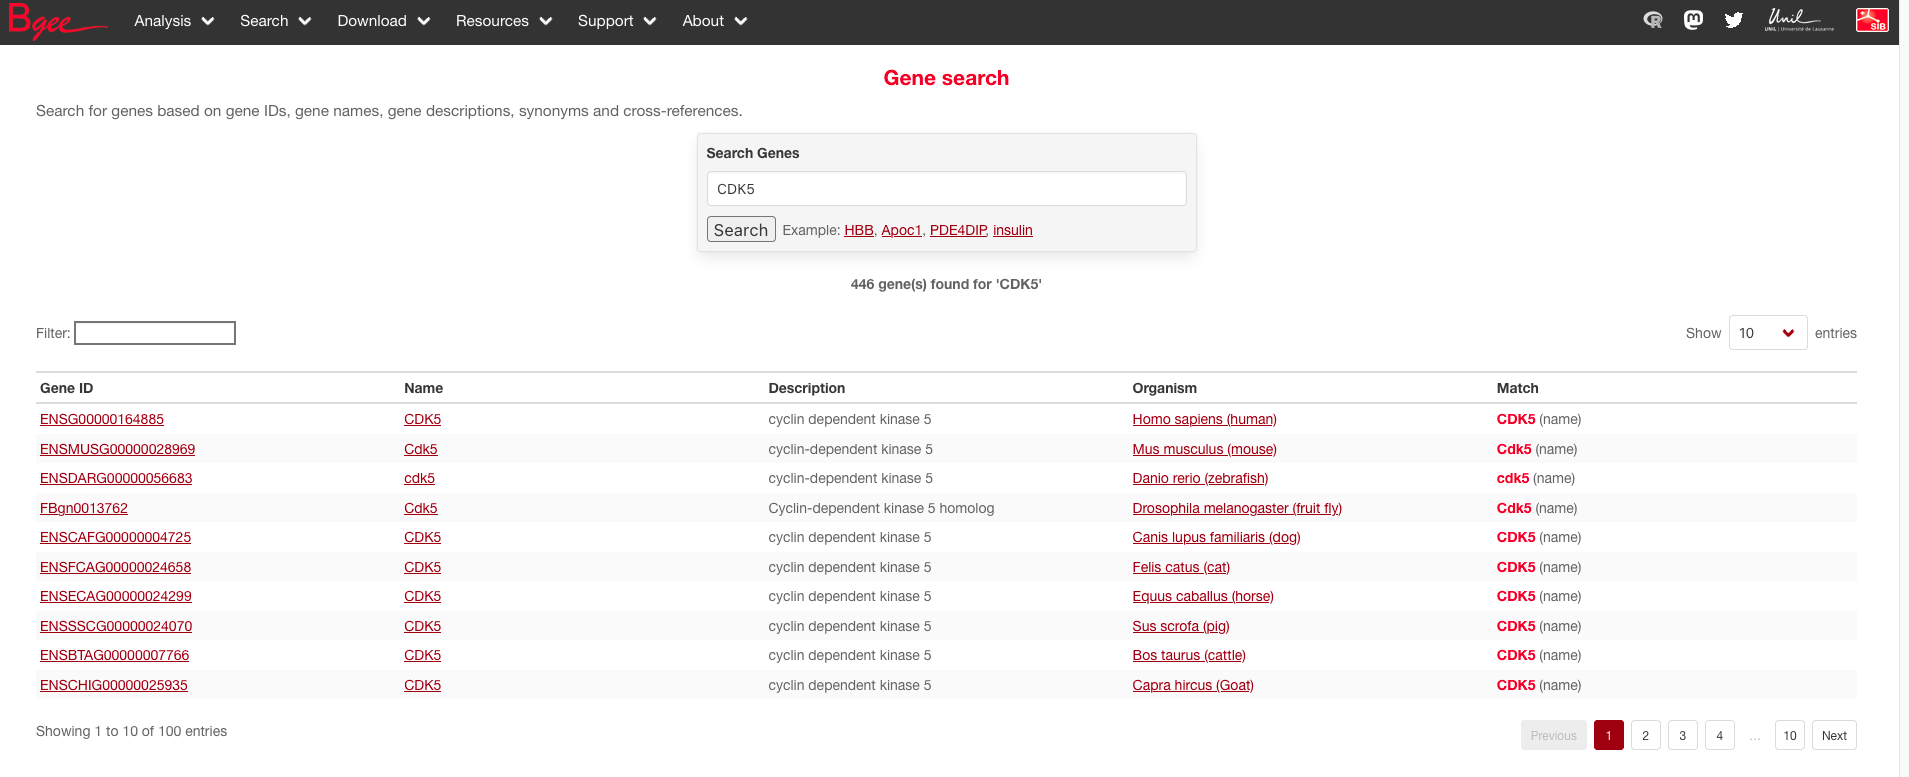 Bgee Analysis Search Download Resources Support About R Unil SIB
UNIL | Université de Lausanne
Gene search
Search for genes based on gene IDs, gene names, gene descriptions, synonyms and cross-references.
Search Genes
CDK5
Search Example: HBB, Apoc1, PDE4DIP, insulin
446 gene(s) found for 'CDK5'
Filter: Show 10 entries
Gene ID Name Description Organism Match
ENSG00000164885 CDK5 cyclin dependent kinase 5 Homo sapiens (human) CDK5 (name)
ENSMUSG00000028969 Cdk5 cyclin-dependent kinase 5 Mus musculus (mouse) Cdk5 (name)
ENSDARG00000056683 cdk5 cyclin-dependent kinase 5 Danio rerio (zebrafish) cdk5 (name)
FBgn0013762 Cdk5 Cyclin-dependent kinase 5 homolog Drosophila melanogaster (fruit fly) Cdk5 (name)
ENSCAFG00000004725 CDK5 cyclin dependent kinase 5 Canis lupus familiaris (dog) CDK5 (name)
ENSFCAG00000024658 CDK5 cyclin dependent kinase 5 Felis catus (cat) CDK5 (name)
ENSECAG00000024299 CDK5 cyclin dependent kinase 5 Equus caballus (horse) CDK5 (name)
ENSSSCG00000024070 CDK5 cyclin dependent kinase 5 Sus scrofa (pig) CDK5 (name)
ENSBTAG00000007766 CDK5 cyclin dependent kinase 5 Bos taurus (cattle) CDK5 (name)
ENSCHIG00000025935 CDK5 cyclin dependent kinase 5 Capra hircus (Goat) CDK5 (name)
Showing 1 to 10 of 100 entries Previous 1 2 3 4 ... 10 Next